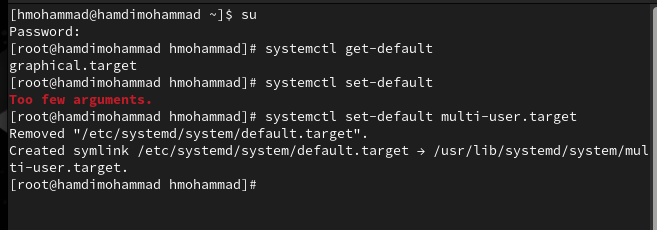 [hmohammad@hamdimohammad ~]$ su
Password:
[root@hamdimohammad hmohammad]# systemctl get-default
graphical.target
[root@hamdimohammad hmohammad]# systemctl set-default
Too few arguments.
[root@hamdimohammad hmohammad]# systemctl set-default multi-user.target
Removed "/etc/systemd/system/default.target".
Created symlink /etc/systemd/system/default.target → /usr/lib/systemd/system/mul
ti-user.target.
[root@hamdimohammad hmohammad]#